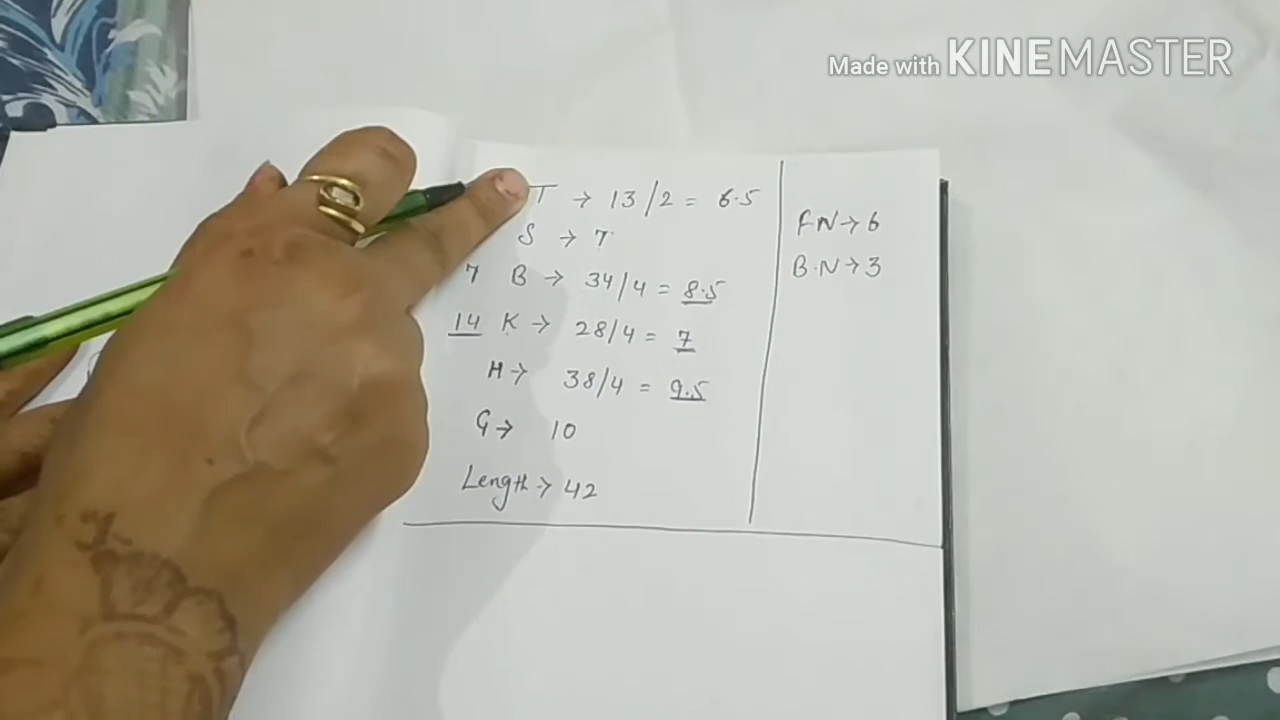 Made with KINEMASTER
T → 13/2 = 6.5
S → 7
7 B → 34/4 = 8.5
14 K → 28/4 = 7
H → 38/4 = 9.5
G → 10
Length → 42
F N → 6
B.N → 3